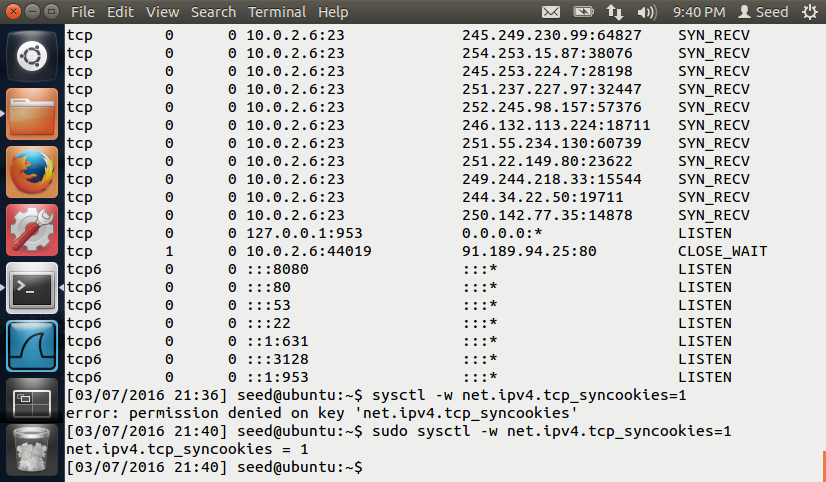 File Edit View Search Terminal Help 9:40 PM Seed
tcp 0 0 10.0.2.6:23 245.249.230.99:64827 SYN_RECV
tcp 0 0 10.0.2.6:23 254.253.15.87:38076 SYN_RECV
tcp 0 0 10.0.2.6:23 245.253.224.7:28198 SYN_RECV
tcp 0 0 10.0.2.6:23 251.237.227.97:32447 SYN_RECV
tcp 0 0 10.0.2.6:23 252.245.98.157:57376 SYN_RECV
tcp 0 0 10.0.2.6:23 246.132.113.224:18711 SYN_RECV
tcp 0 0 10.0.2.6:23 251.55.234.130:60739 SYN_RECV
tcp 0 0 10.0.2.6:23 251.22.149.80:23622 SYN_RECV
tcp 0 0 10.0.2.6:23 249.244.218.33:15544 SYN_RECV
tcp 0 0 10.0.2.6:23 244.34.22.50:19711 SYN_RECV
tcp 0 0 10.0.2.6:23 250.142.77.35:14878 SYN_RECV
tcp 0 0 127.0.0.1:953 0.0.0.0:* LISTEN
tcp 1 0 10.0.2.6:44019 91.189.94.25:80 CLOSE_WAIT
tcp6 0 0 :::8080 :::* LISTEN
tcp6 0 0 :::80 :::* LISTEN
tcp6 0 0 :::53 :::* LISTEN
tcp6 0 0 :::22 :::* LISTEN
tcp6 0 0 ::1:631 :::* LISTEN
tcp6 0 0 :::3128 :::* LISTEN
tcp6 0 0 ::1:953 :::* LISTEN
[03/07/2016 21:36] seed@ubuntu:~$ sysctl -w net.ipv4.tcp_syncookies=1
error: permission denied on key 'net.ipv4.tcp_syncookies'
[03/07/2016 21:40] seed@ubuntu:~$ sudo sysctl -w net.ipv4.tcp_syncookies=1
net.ipv4.tcp_syncookies = 1
[03/07/2016 21:40] seed@ubuntu:~$